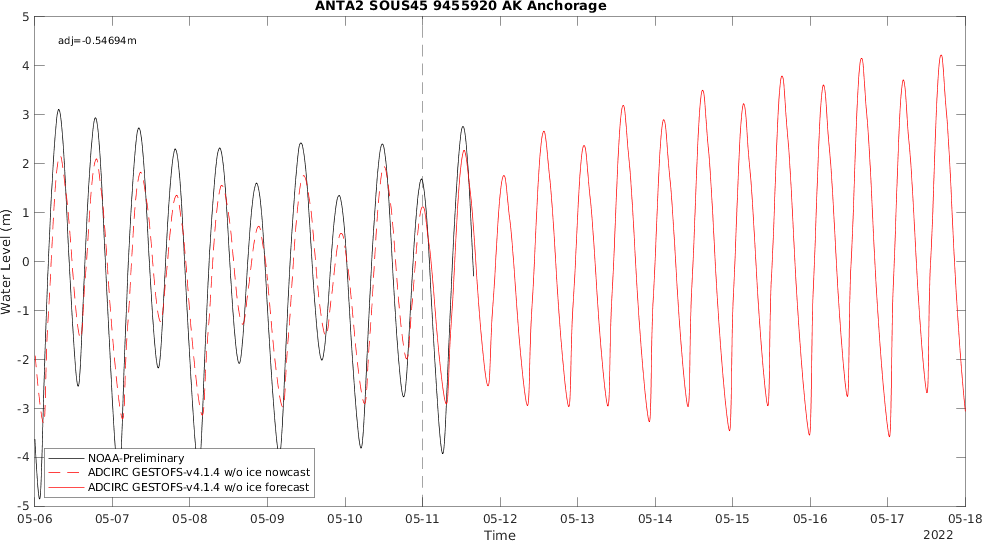 ANTA2 SOUS45 9455920 AK Anchorage
adj=-0.54694m
5
4
3
2
1
0
-1
-2
-3
-4
-5
Water Level (m)
NOAA-Preliminary
ADCIRC GESTOFS-v4.1.4 w/o ice nowcast
ADCIRC GESTOFS-v4.1.4 w/o ice forecast
05-06 05-07 05-08 05-09 05-10 05-11 05-12 05-13 05-14 05-15 05-16 05-17 05-18
Time
2022